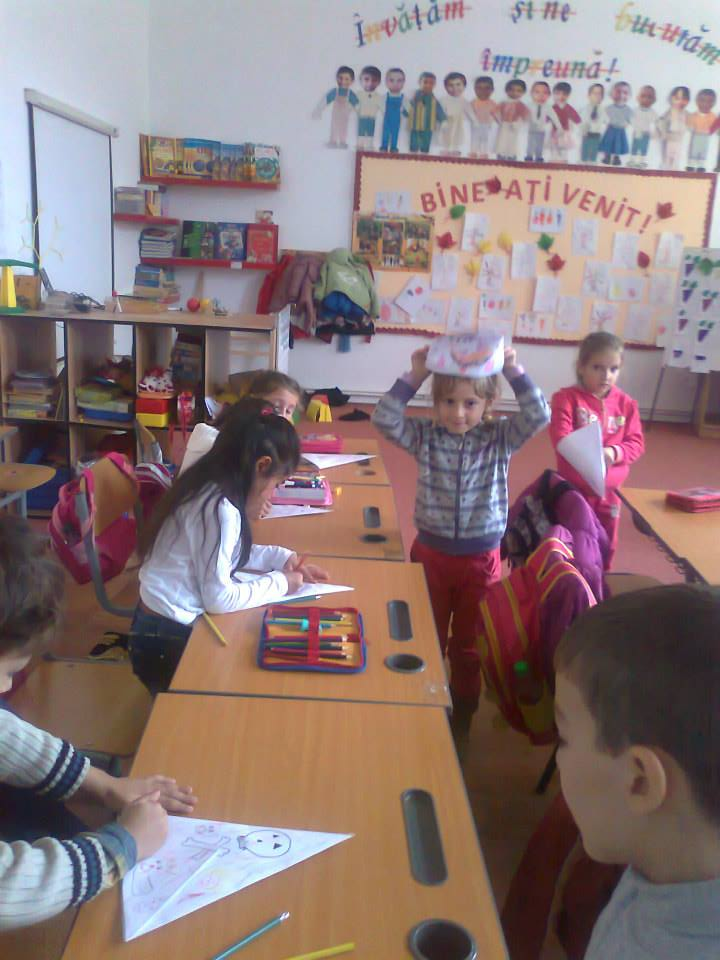 Învățăm și ne bucurăm
împreună!
BINE AȚI VENIT!